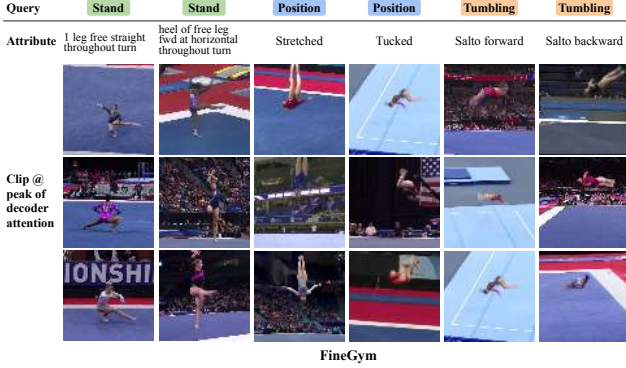 Query Stand Stand Position Position Tumbling Tumbling
Attribute 1 leg free straight throughout turn heel of free leg fwd at horizontal throughout turn Stretched Tucked Salto forward Salto backward
Clip @
peak of
decoder
attention
IONSHI
FineGym